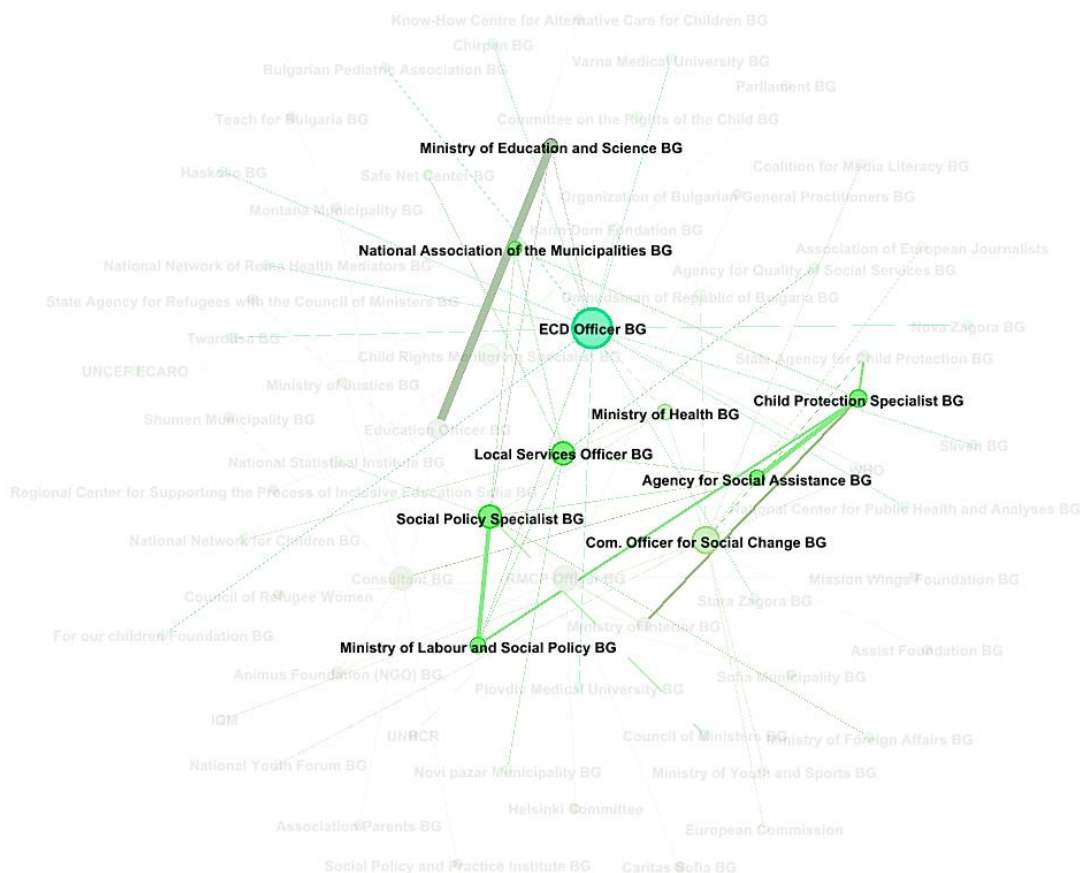 Know-How Centre for Alternative Care for Children BG
Chirpan BG
Varna Medical University BG
Bulgarian Pediatric Association BG
Parliament BG
Teach for Bulgaria BG
Committee on the Rights of the Child BG
Ministry of Education and Science BG
Coalition for Media Literacy BG
Haskovo BG
Safe Net Center BG
Organization of Bulgarian General Practitioners BG
Montana Municipality BG
Karin Dom Fondation BG
National Association of the Municipalities BG
Association of European Journalists
National Network of Roma Health Mediators BG
Agency for Quality of Social Services BG
State Agency for Refugees with the Council of Ministers BG
Ombudsman of Republic of Bulgaria BG
ECD Officer BG
Nova Zagora BG
Twarditsa BG
Child Rights Monitoring Specialist BG
State Agency for Child Protection BG
UNCEF ECARO
Ministry of Justice BG
Child Protection Specialist BG
Ministry of Health BG
Shumen Municipality BG
Education Officer BG
Slivan BG
Local Services Officer BG
National Statistical Institute BG
WHO
Agency for Social Assistance BG
Regional Center for Supporting the Process of Inclusive Education Sofia BG
National Center for Public Health and Analyses BG
Social Policy Specialist BG
National Network for Children BG
Com. Officer for Social Change BG
Consultant BG
AMCP Officer BG
Mission Wings Foundation BG
Council of Refugee Women
Stara Zagora BG
Ministry of Interior BG
For our children Foundation BG
Ministry of Labour and Social Policy BG
Assist Foundation BG
Animus Foundation (NGO) BG
Sofia Municipality BG
Plovdiv Medical University BG
IOM
UNHCR
Council of Ministers BG
Ministry of Foreign Affairs BG
National Youth Forum BG
Novi pazar Municipality BG
Ministry of Youth and Sports BG
Helsinki Committee
Association Parents BG
European Commission
Social Policy and Practice Institute BG
Caritas Sofia BG